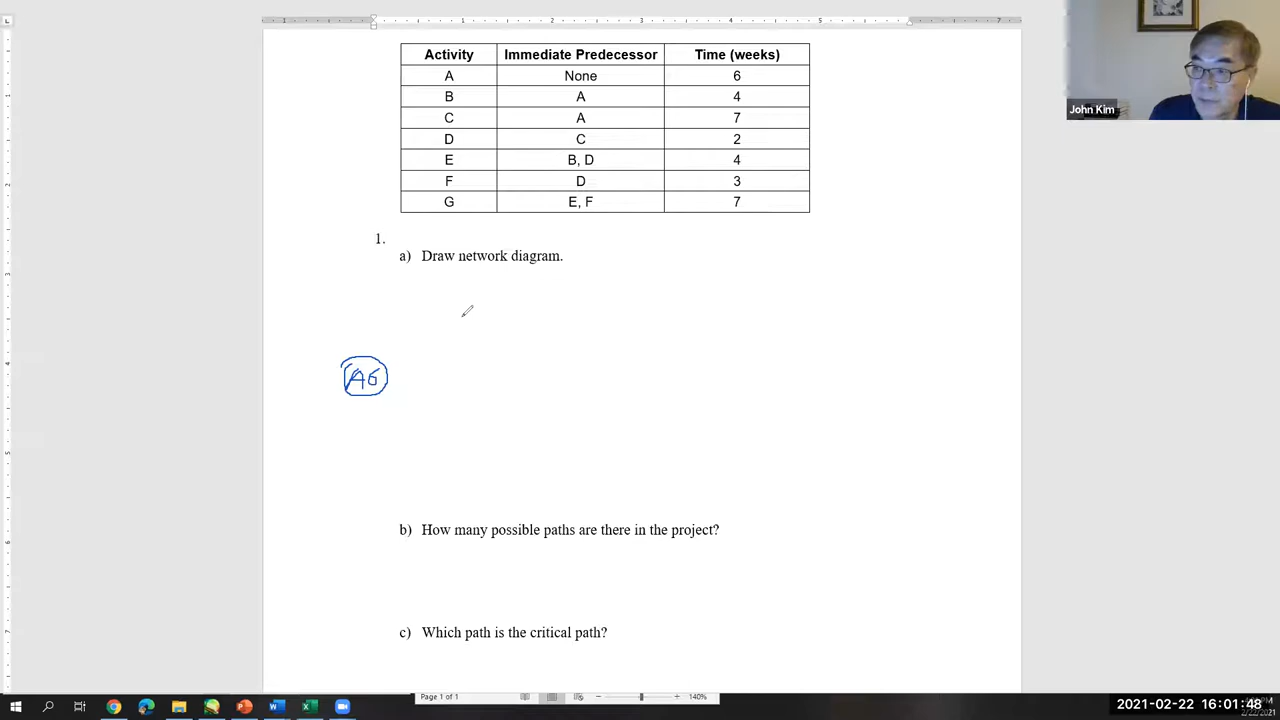 Activity Immediate Predecessor Time (weeks)
A None 6
B A 4
C A 7
D C 2
E B, D 4
F D 3
G E, F 7
John Kim
1.
a) Draw network diagram.
A6
b) How many possible paths are there in the project?
c) Which path is the critical path?
Page 1 of 1
140%
2021-02-22 16:01:48